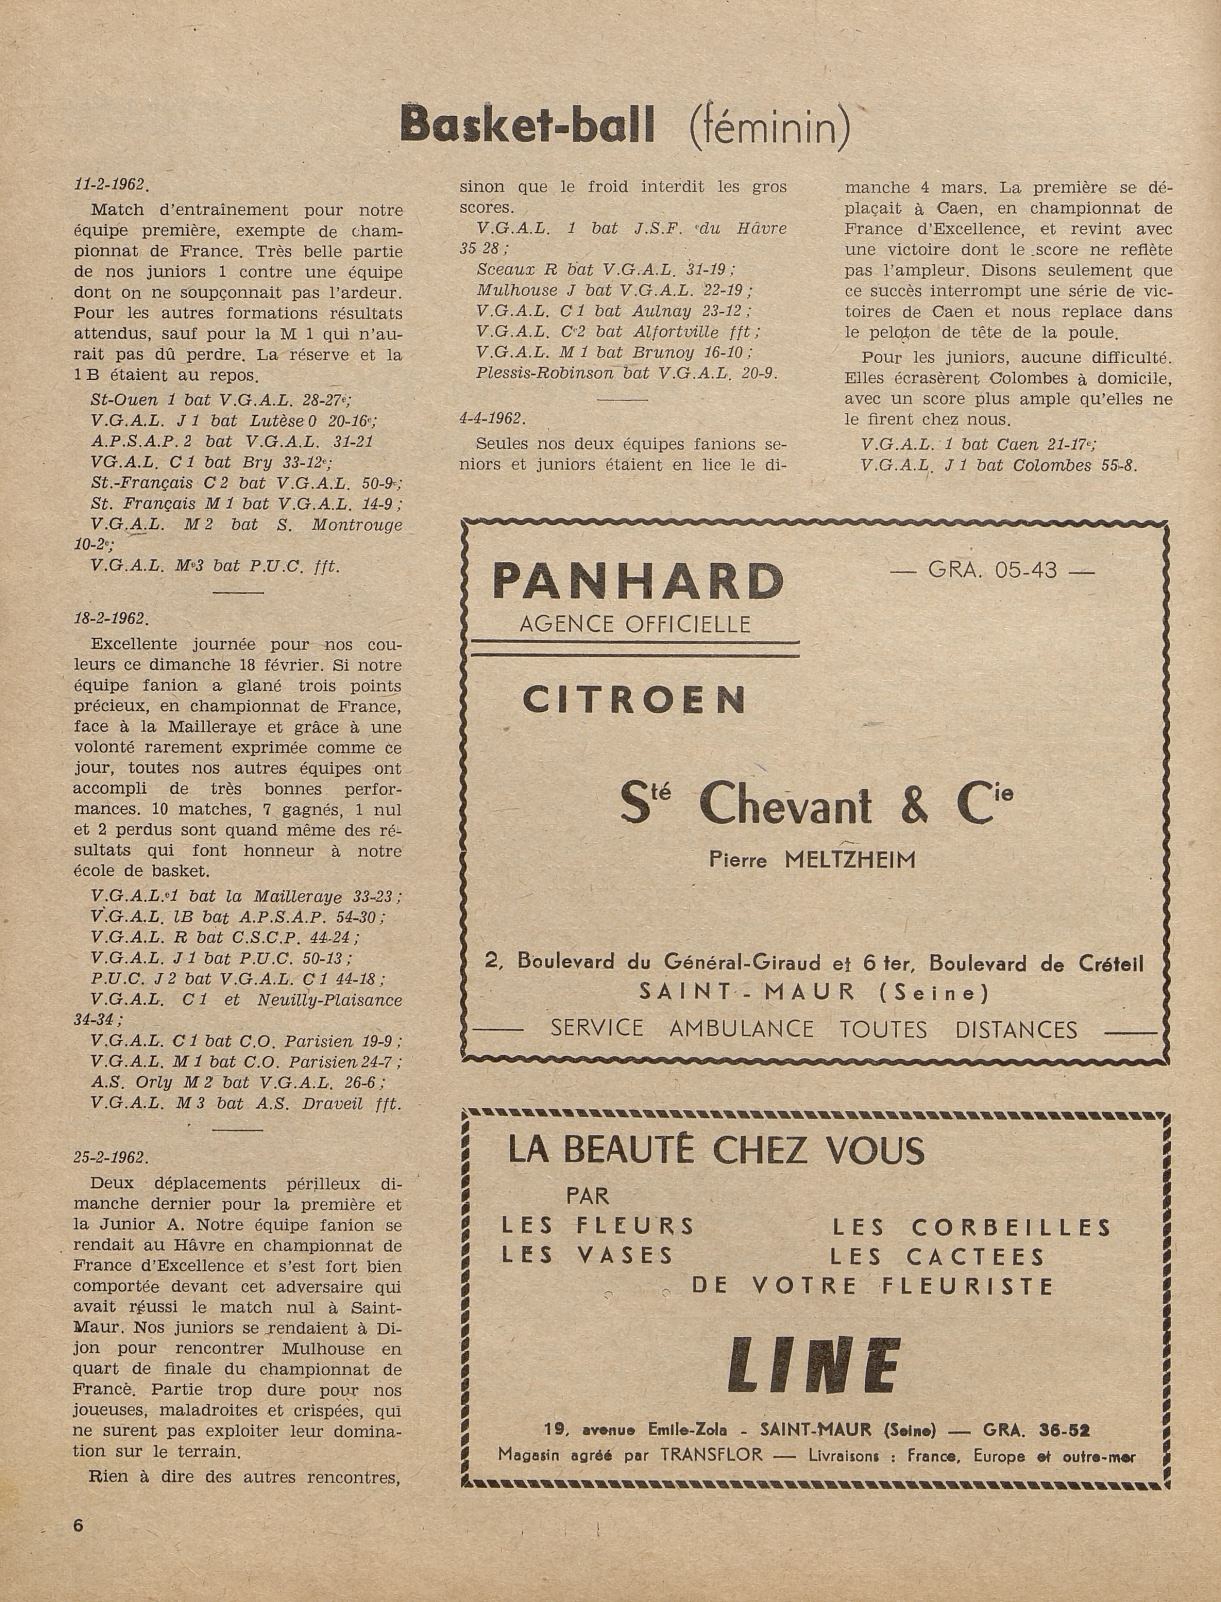 Basket-ball (féminin)
11-2-1962.
Match d'entraînement pour notre
équipe première, exempte de cham-
pionnat de France. Très belle partie
de nos juniors 1 contre une équipe
dont on ne soupçonnait pas l'ardeur.
Pour les autres formations résultats
attendus, sauf pour la M 1 qui n'au-
rait pas dû perdre. La réserve et la
1 B étaient au repos.
St-Ouen 1 bat V.G.A.L. 28-27;
V.G.A.L. J 1 bat Lutèse 0 20-16;
A.P.S.A.P. 2 bat V.G.A.L. 31-21
VG.A.L. C 1 bat Bry 33-12;
St.-Français C 2 bat V.G.A.L. 50-9;
St. Français M 1 bat V.G.A.L. 14-9 ;
V.G.A.L. M 2 bat S. Montrouge
10-2;
V.G.A.L. M 3 bat P.U.C. fft.
18-2-1962.
Excellente journée pour nos cou-
leurs ce dimanche 18 février. Si notre
équipe fanion a glané trois points
précieux, en championnat de France,
face à la Mailleraye et grâce à une
volonté rarement exprimée comme ce
jour, toutes nos autres équipes ont
accompli de très bonnes perfor-
mances. 10 matches, 7 gagnés, 1 nul
et 2 perdus sont quand même des ré-
sultats qui font honneur à notre
école de basket.
V.G.A.L. 1 bat la Mailleraye 33-23 ;
V.G.A.L. 1B bat A.P.S.A.P. 54-30 ;
V.G.A.L. R bat C.S.C.P. 44-24 ;
V.G.A.L. J 1 bat P.U.C. 50-13 ;
P.U.C. J 2 bat V.G.A.L. C 1 44-18 ;
V.G.A.L. C 1 et Neuilly-Plaisance
34-34 ;
V.G.A.L. C 1 bat C.O. Parisien 19-9 ;
V.G.A.L. M 1 bat C.O. Parisien 24-7 ;
A.S. Orly M 2 bat V.G.A.L. 26-6 ;
V.G.A.L. M 3 bat A.S. Draveil fft.
25-2-1962.
Deux déplacements périlleux di-
manche dernier pour la première et
la Junior A. Notre équipe fanion se
rendait au Hâvre en championnat de
France d'Excellence et s'est fort bien
comportée devant cet adversaire qui
avait réussi le match nul à Saint-
Maur. Nos juniors se rendaient à Di-
jon pour rencontrer Mulhouse en
quart de finale du championnat de
France. Partie trop dure pour nos
joueuses, maladroites et crispées, qui
ne surent pas exploiter leur domina-
tion sur le terrain.
Rien à dire des autres rencontres,
sinon que le froid interdit les gros
scores.
V.G.A.L. 1 bat J.S.F. du Hâvre
35 28 ;
Sceaux R bat V.G.A.L. 31-19 ;
Mulhouse J bat V.G.A.L. 22-19 ;
V.G.A.L. C 1 bat Aulnay 23-12 ;
V.G.A.L. C 2 bat Alfortville fft ;
V.G.A.L. M 1 bat Brunoy 16-10 ;
Plessis-Robinson bat V.G.A.L. 20-9.
4-4-1962.
Seules nos deux équipes fanions se-
niors et juniors étaient en lice le di-
manche 4 mars. La première se dé-
plaçait à Caen, en championnat de
France d'Excellence, et revint avec
une victoire dont le score ne reflète
pas l'ampleur. Disons seulement que
ce succès interrompt une série de vic-
toires de Caen et nous replace dans
le peloton de tête de la poule.
Pour les juniors, aucune difficulté.
Elles écrasèrent Colombes à domicile,
avec un score plus ample qu'elles ne
le firent chez nous.
V.G.A.L. 1 bat Caen 21-17;
V.G.A.L. J 1 bat Colombes 55-8.
PANHARD
— GRA. 05-43 —
AGENCE OFFICIELLE
CITROEN
Sté Chevant & Cie
Pierre MELTZHEIM
2, Boulevard du Général-Giraud et 6 ter, Boulevard de Créteil
SAINT-MAUR (Seine)
SERVICE AMBULANCE TOUTES DISTANCES
LA BEAUTÉ CHEZ VOUS
PAR
LES FLEURS LES CORBEILLES
LES VASES LES CACTEES
DE VOTRE FLEURISTE
LINE
19, avenue Emile-Zola - SAINT-MAUR (Seine) — GRA. 36-52
Magasin agréé par TRANSFLOR — Livraisons : France, Europe et outre-mer
6